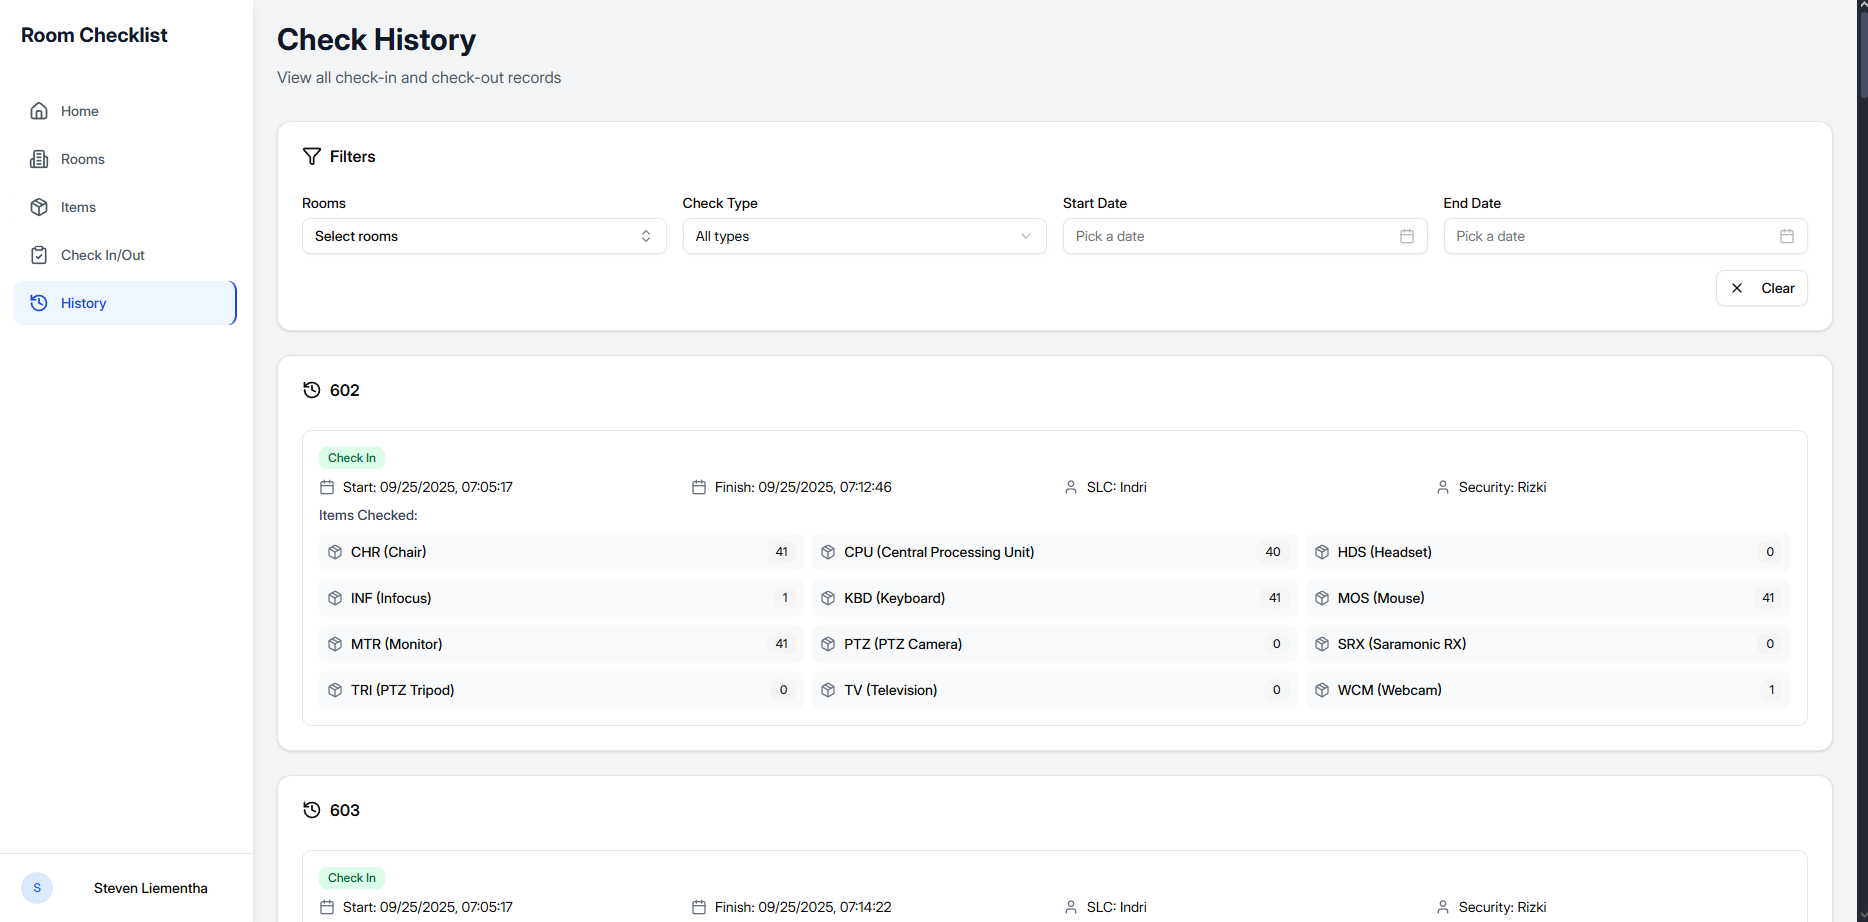 Room Checklist
Home
Rooms
Items
Check In/Out
History
S
Steven Liementha
Check History
View all check-in and check-out records
Filters
Rooms
Check Type
Start Date
End Date
Select rooms
All types
Pick a date
Pick a date
Clear
602
Check In
Start: 09/25/2025, 07:05:17
Finish: 09/25/2025, 07:12:46
SLC: Indri
Security: Rizki
Items Checked:
CHR (Chair) 41
CPU (Central Processing Unit) 40
HDS (Headset) 0
INF (Infocus) 1
KBD (Keyboard) 41
MOS (Mouse) 41
MTR (Monitor) 41
PTZ (PTZ Camera) 0
SRX (Saramonic RX) 0
TRI (PTZ Tripod) 0
TV (Television) 0
WCM (Webcam) 1
603
Check In
Start: 09/25/2025, 07:05:17
Finish: 09/25/2025, 07:14:22
SLC: Indri
Security: Rizki